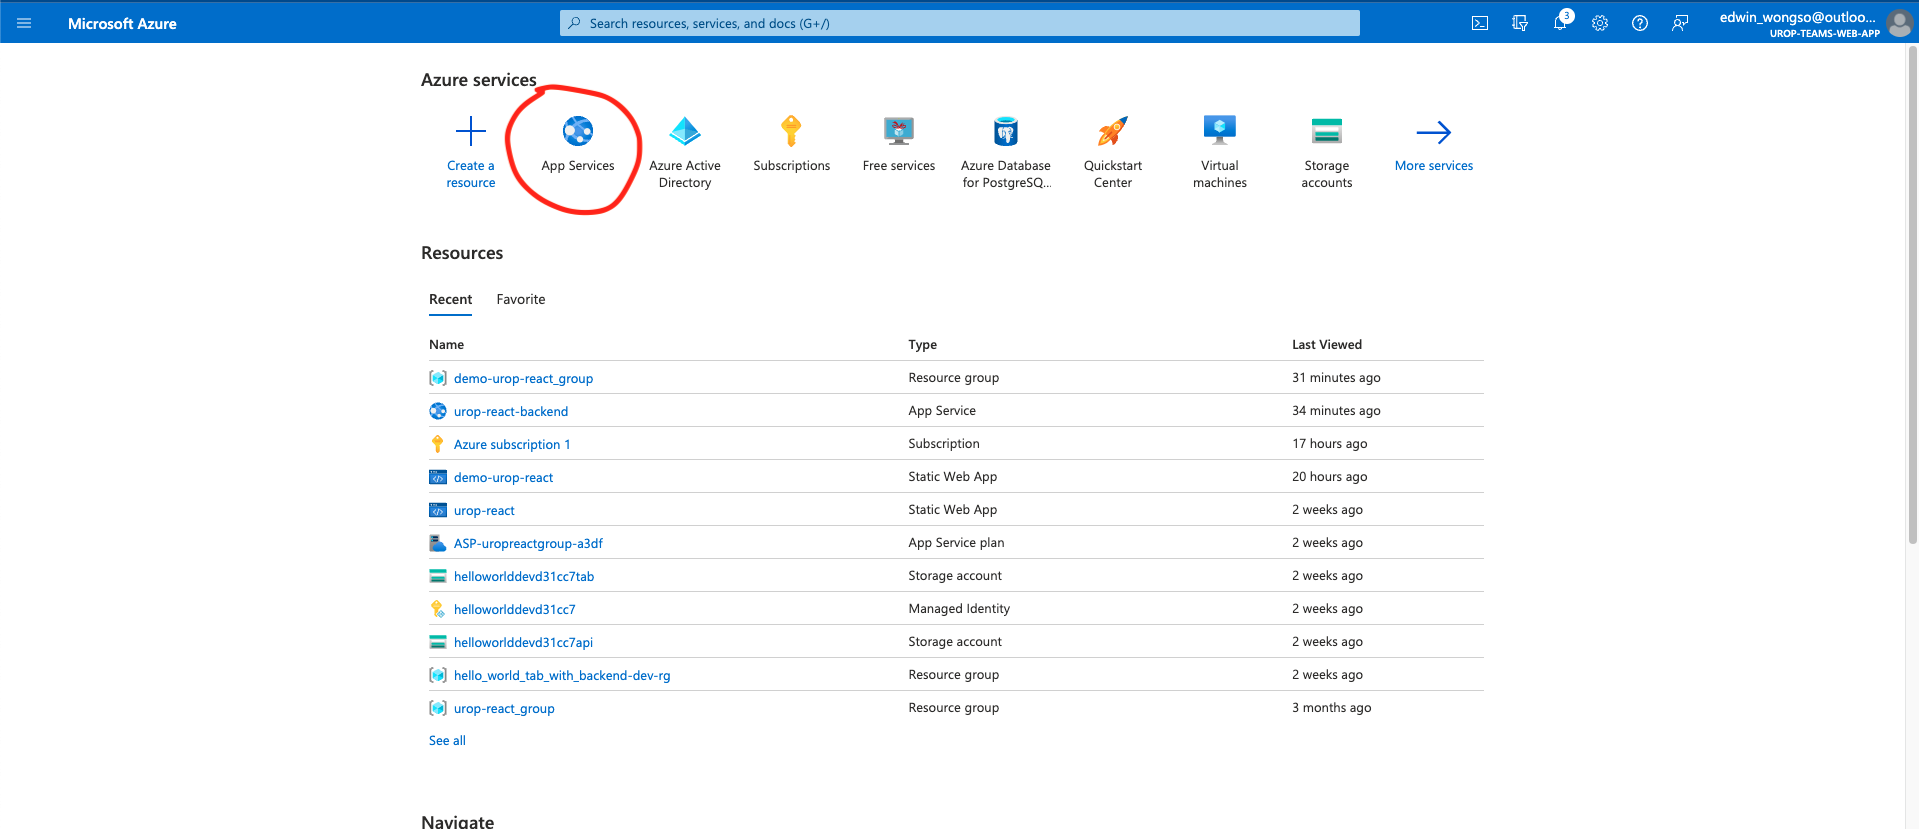 Microsoft Azure
Search resources, services, and docs (G+/)
3
edwin_wongso@outloo...
UROP-TEAMS-WEB-APP
Azure services
Create a
resource
App Services
Azure Active
Directory
Subscriptions
Free services
Azure Database
for PostgreSQ...
Quickstart
Center
Virtual
machines
Storage
accounts
More services
Resources
Recent Favorite
Name Type Last Viewed
demo-urop-react_group Resource group 31 minutes ago
urop-react-backend App Service 34 minutes ago
Azure subscription 1 Subscription 17 hours ago
demo-urop-react Static Web App 20 hours ago
urop-react Static Web App 2 weeks ago
ASP-uropreactgroup-a3df App Service plan 2 weeks ago
helloworlddevd31cc7tab Storage account 2 weeks ago
helloworlddevd31cc7 Managed Identity 2 weeks ago
helloworlddevd31cc7api Storage account 2 weeks ago
hello_world_tab_with_backend-dev-rg Resource group 2 weeks ago
urop-react_group Resource group 3 months ago
See all
Navigate